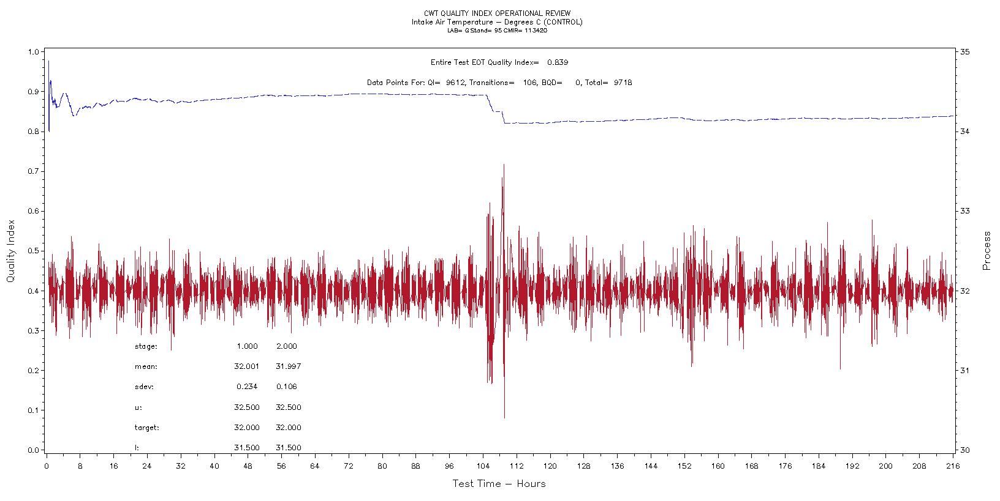 CWT QUALITY INDEX OPERATIONAL REVIEW
Intake Air Temperature – Degrees C (CONTROL)
LAB= G Stand= 95 CMIR= 113420
Entire Test EOT Quality Index= 0.839
Data Points For: QI= 9612, Transitions= 106, BQD= 0, Total= 9718
1.0
0.9
0.8
0.7
0.6
0.5
0.4
0.3
0.2
0.1
0.0
Quality Index
35
34
33
32
31
30
Process
stage: 1.000 2.000
mean: 32.001 31.997
sdev: 0.234 0.106
u: 32.500 32.500
target: 32.000 32.000
l: 31.500 31.500
0 8 16 24 32 40 48 56 64 72 80 88 96 104 112 120 128 136 144 152 160 168 176 184 192 200 208 216
Test Time – Hours